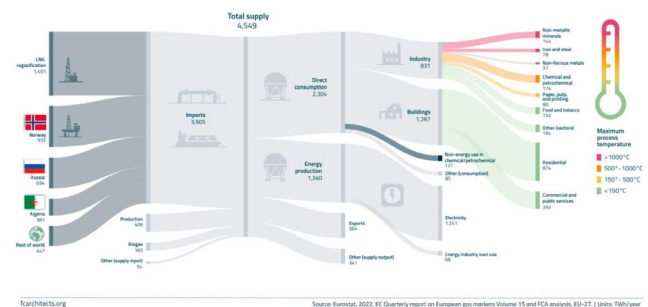 Total supply
4,549
LNG
regasification
1,491
Norway
932
Russia
694
Algeria
381
Rest of world
447
Imports
3,905
Production
406
Biogas
183
Other (supply input)
54
Direct
consumption
2,304
Energy
production
1,340
Exports
564
Other (supply output)
341
Industry
831
Buildings
1,267
Non-energy use in
chemical/petrochemical
121
Other (consumption)
85
Electricity
1,241
Energy industry own use
98
Non-metallic
minerals
144
Iron and steel
78
Non-ferrous metals
37
Chemical and
petrochemical
174
Paper, pulp,
and printing
80
Food and tobacco
152
Other (sectors)
164
Residential
874
Commercial and
public services
393
Maximum
process
temperature
>1000°C
500°-1000°C
150°- 500°C
<150°C
fcarchitects.org
Source: Eurostat, 2022, EC Quarterly report on European gas markets Volume 15 and FCA analysis, EU-27. | Units: TWh/year